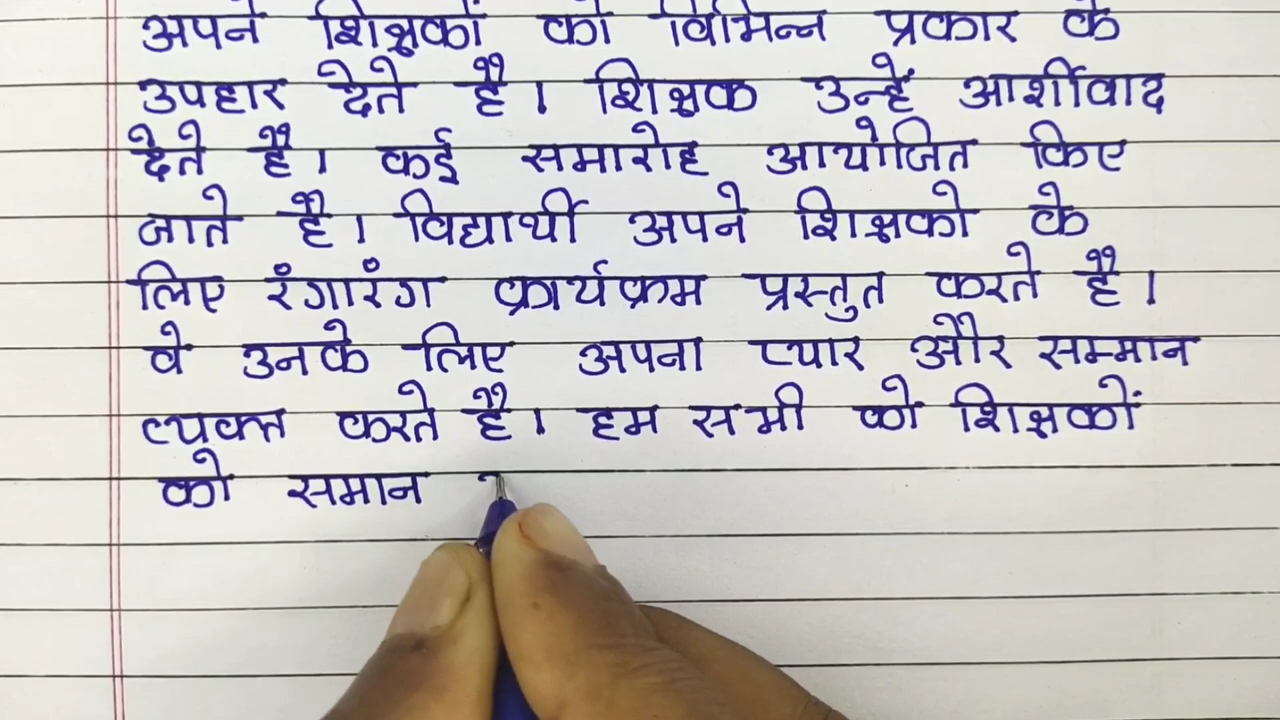 अपने शिक्षकों को विभिन्न प्रकार के
उपहार देते है। शिक्षक उन्हें आर्शीवाद
देते है। कई समारोह आयोजित किए
जाते है। विद्यार्थी अपने शिक्षको के
लिए रंगारंग कार्यक्रम प्रस्तुत करते है।
वे उनके लिए अपना प्यार और सम्मान
व्यक्त करते है। हम सभी को शिक्षकों
को समान